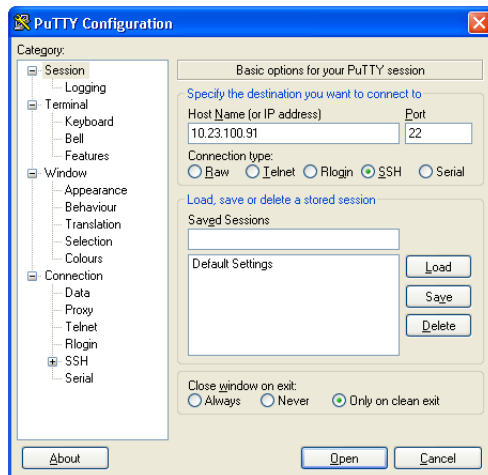 PuTTY Configuration
Category:
Session
Logging
Terminal
Keyboard
Bell
Features
Window
Appearance
Behaviour
Translation
Selection
Colours
Connection
Data
Proxy
Telnet
Rlogin
SSH
Serial
Basic options for your PuTTY session
Specify the destination you want to connect to
Host Name (or IP address) Port
10.23.100.91 22
Connection type:
Raw Telnet Rlogin SSH Serial
Load, save or delete a stored session
Saved Sessions
Default Settings
Load
Save
Delete
Close window on exit:
Always Never Only on clean exit
About Open Cancel